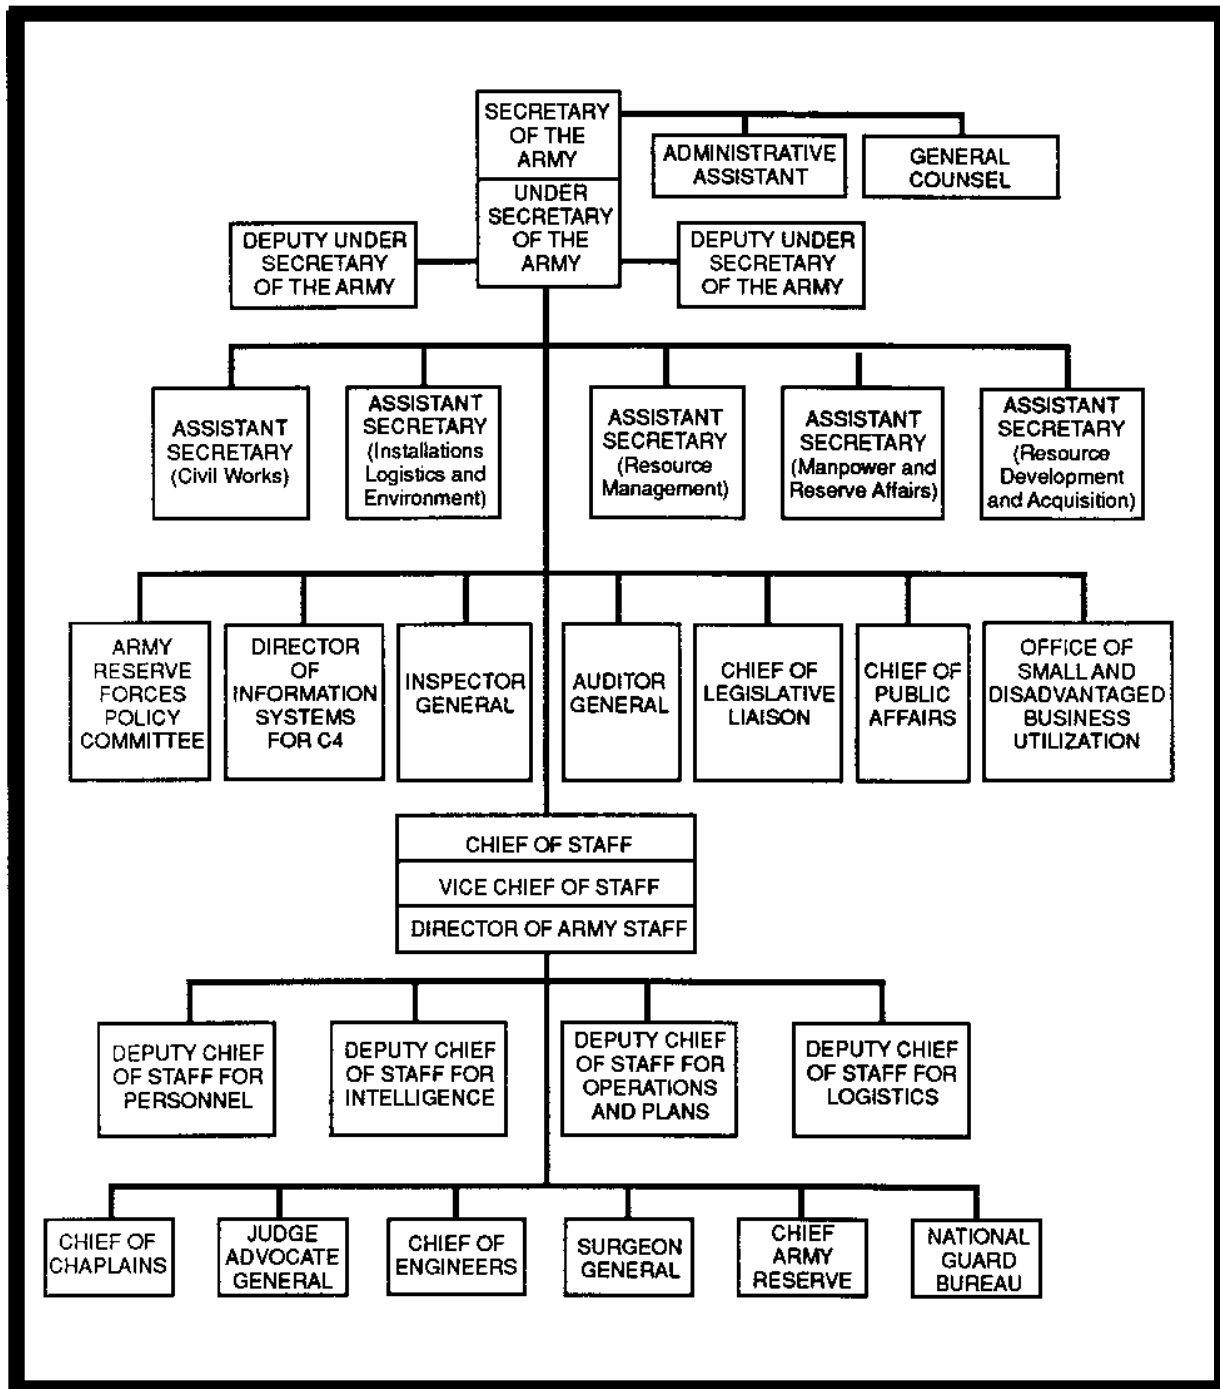 SECRETARY
OF THE
ARMY
ADMINISTRATIVE
ASSISTANT
GENERAL
COUNSEL
UNDER
SECRETARY
OF THE
ARMY
DEPUTY UNDER
SECRETARY
OF THE ARMY
DEPUTY UNDER
SECRETARY
OF THE ARMY
ASSISTANT
SECRETARY
(Civil Works)
ASSISTANT
SECRETARY
(Installations
Logistics and
Environment)
ASSISTANT
SECRETARY
(Resource
Management)
ASSISTANT
SECRETARY
(Manpower and
Reserve Affairs)
ASSISTANT
SECRETARY
(Resource
Development
and Acquisition)
ARMY
RESERVE
FORCES
POLICY
COMMITTEE
DIRECTOR
OF
INFORMATION
SYSTEMS
FOR C4
INSPECTOR
GENERAL
AUDITOR
GENERAL
CHIEF OF
LEGISLATIVE
LIAISON
CHIEF OF
PUBLIC
AFFAIRS
OFFICE OF
SMALL AND
DISADVANTAGED
BUSINESS
UTILIZATION
CHIEF OF STAFF
VICE CHIEF OF STAFF
DIRECTOR OF ARMY STAFF
DEPUTY CHIEF
OF STAFF FOR
PERSONNEL
DEPUTY CHIEF
OF STAFF FOR
INTELLIGENCE
DEPUTY CHIEF
OF STAFF FOR
OPERATIONS
AND PLANS
DEPUTY CHIEF
OF STAFF FOR
LOGISTICS
CHIEF OF
CHAPLAINS
JUDGE
ADVOCATE
GENERAL
CHIEF OF
ENGINEERS
SURGEON
GENERAL
CHIEF
ARMY
RESERVE
NATIONAL
GUARD
BUREAU